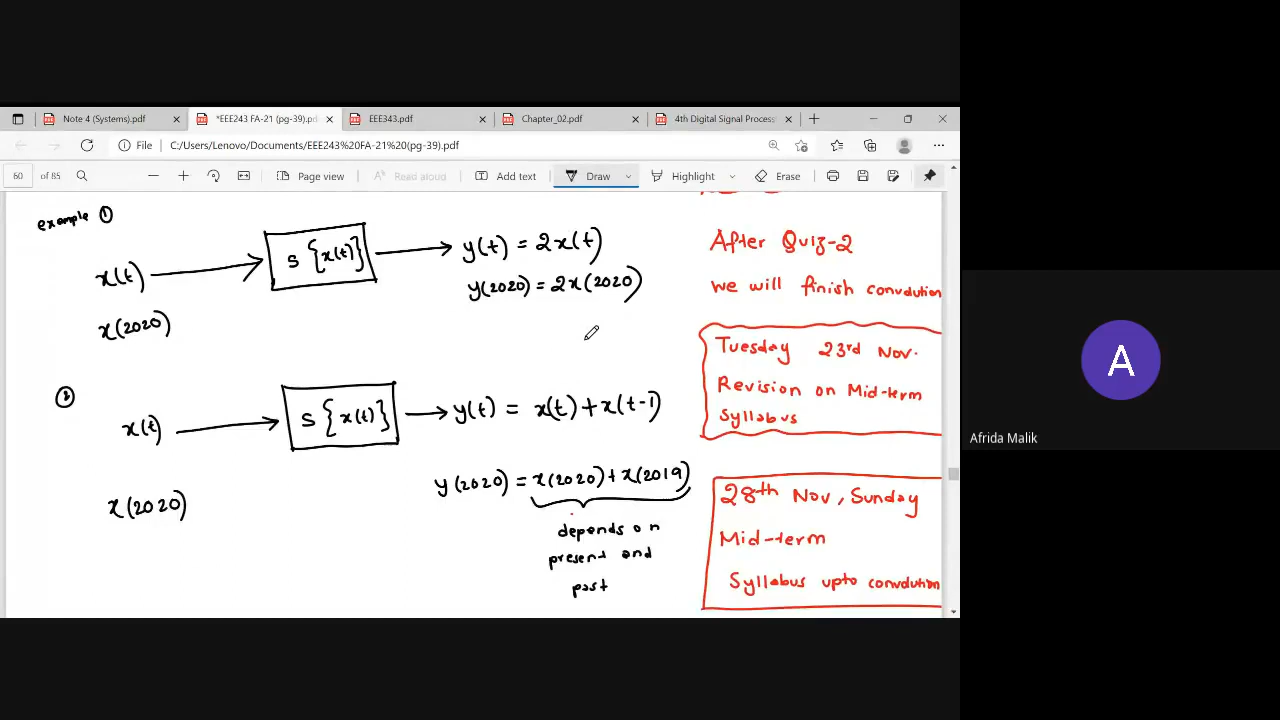 Note 4 (Systems).pdf
*EEE243.FA-21 (pg-39).pd
EEE343.pdf
Chapter_02.pdf
4th Digital Signal Process
File
C:/Users/Lenovo/Documents/EEE243%20FA-21%20(pg-39).pdf
60 of 85
Page view
Read aloud
Add text
Draw
Highlight
Erase
example ①
x(t)
S{x(t)}
y(t) = 2x(t)
y(2020) = 2x(2020)
x(2020)
②
x(t)
S{x(t)}
y(t) = x(t)+x(t-1)
y(2020) = x(2020)+x(2019)
x(2020)
depends on
present and
past
After Quiz-2
we will finish convolution
Tuesday 23rd Nov.
Revision on Mid-term
Syllabus
28th Nov, Sunday
Mid-term
Syllabus upto convolution
A
Afrida Malik